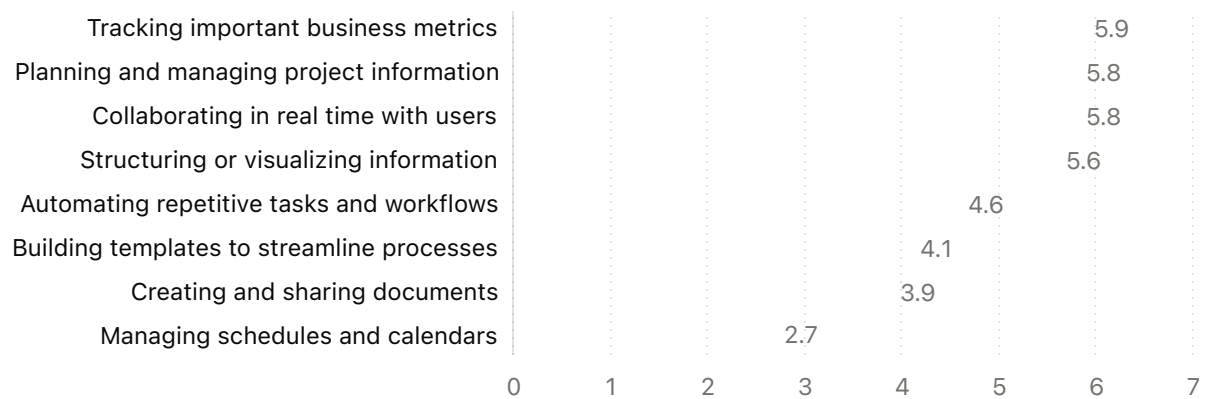 Tracking important business metrics 5.9
Planning and managing project information 5.8
Collaborating in real time with users 5.8
Structuring or visualizing information 5.6
Automating repetitive tasks and workflows 4.6
Building templates to streamline processes 4.1
Creating and sharing documents 3.9
Managing schedules and calendars 2.7
0 1 2 3 4 5 6 7